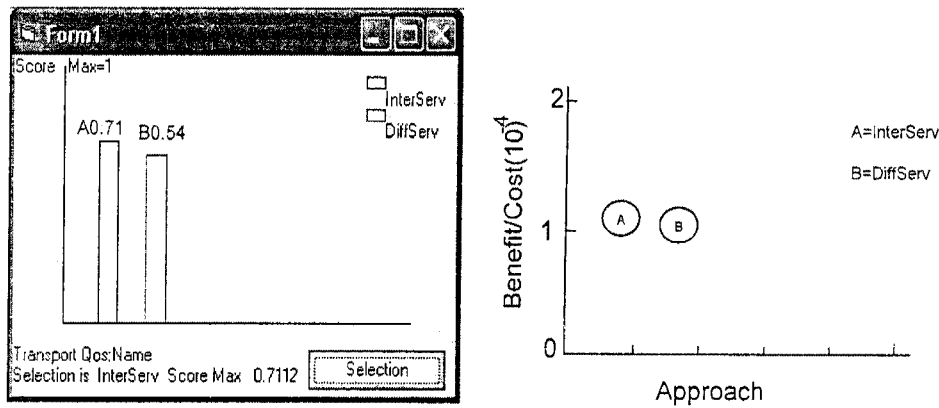 Form1
Score Max=1
InterServ
DiffServ
A0.71 B0.54
Transport Qos:Name
Selection is InterServ Score Max 0.7112
Selection
2
1
0
Benefit/Cost(10^-4)
A
B
A=InterServ
B=DiffServ
Approach